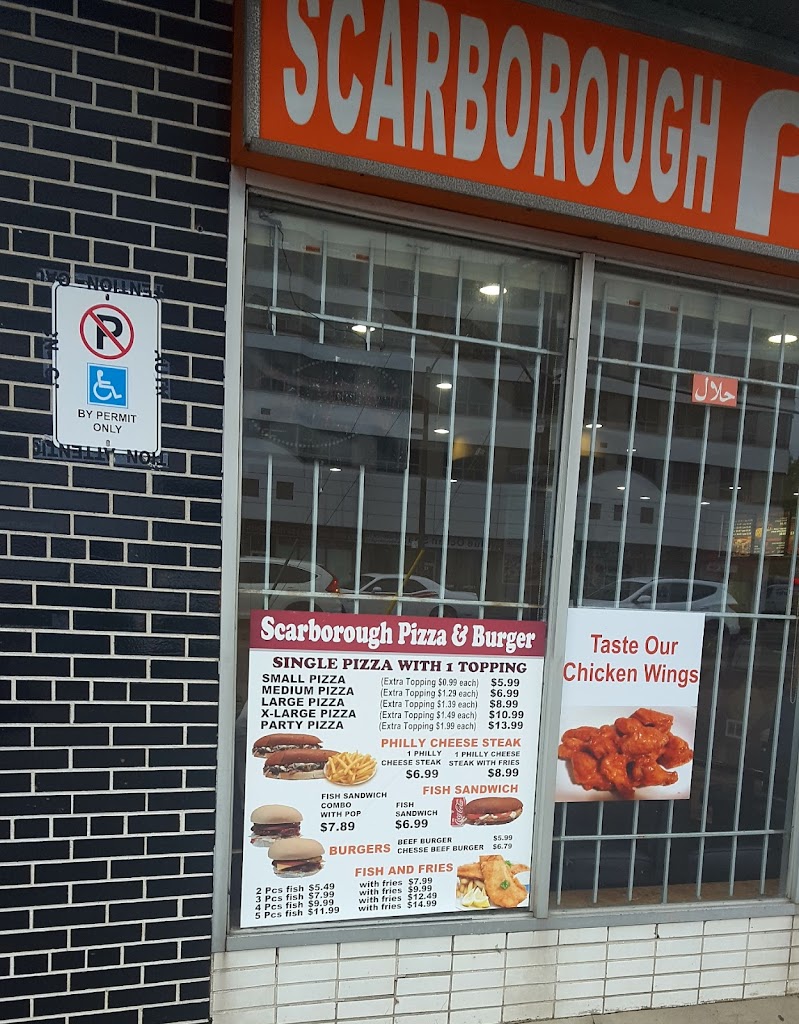 SCARBOROUGH P
حلال
P
BY PERMIT
ONLY
Scarborough Pizza & Burger
SINGLE PIZZA WITH 1 TOPPING
SMALL PIZZA (Extra Topping $0.99 each) $5.99
MEDIUM PIZZA (Extra Topping $1.29 each) $6.99
LARGE PIZZA (Extra Topping $1.39 each) $8.99
X-LARGE PIZZA (Extra Topping $1.49 each) $10.99
PARTY PIZZA (Extra Topping $1.99 each) $13.99
PHILLY CHEESE STEAK
1 PHILLY
CHEESE STEAK
$6.99
1 PHILLY CHEESE
STEAK WITH FRIES
$8.99
FISH SANDWICH
FISH SANDWICH
COMBO
WITH POP
$7.89
FISH
SANDWICH
$6.99
BURGERS
BEEF BURGER $5.99
CHESSE BEEF BURGER $6.79
FISH AND FRIES
2 Pcs fish $5.49 with fries $7.99
3 Pcs fish $7.99 with fries $9.99
4 Pcs fish $9.99 with fries $12.49
5 Pcs fish $11.99 with fries $14.99
Taste Our
Chicken Wings